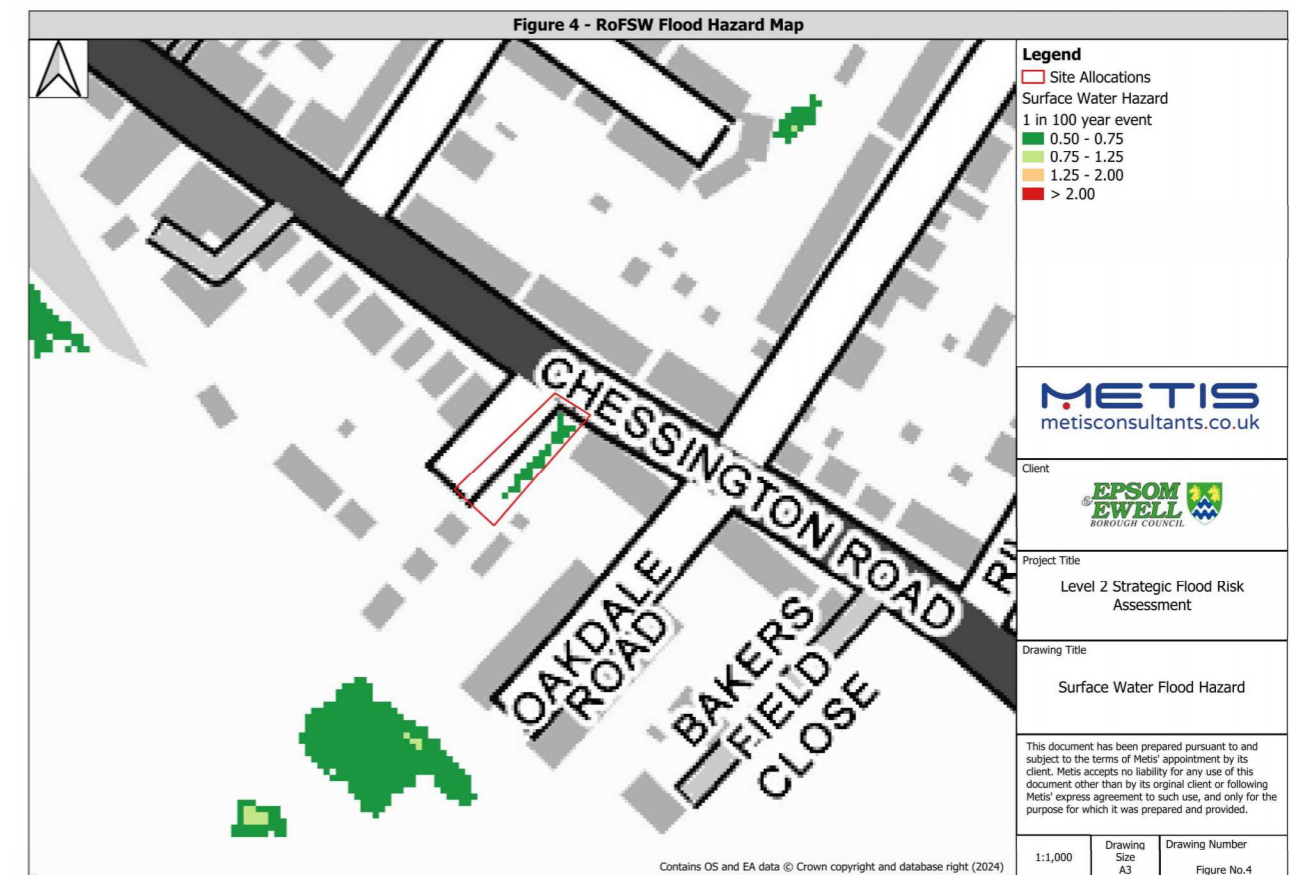 Figure 4 - RoFSW Flood Hazard Map
CHESSINGTON ROAD
OAKDALE
ROAD
BAKERS
FIELD
CLOSE
Contains OS and EA data © Crown copyright and database right (2024)
Legend
Site Allocations
Surface Water Hazard
1 in 100 year event
0.50 - 0.75
0.75 - 1.25
1.25 - 2.00
> 2.00
METIS
metisconsultants.co.uk
Client
EPSOM
& EWELL
BOROUGH COUNCIL
Project Title
Level 2 Strategic Flood Risk
Assessment
Drawing Title
Surface Water Flood Hazard
This document has been prepared pursuant to and
subject to the terms of Metis' appointment by its
client. Metis accepts no liability for any use of this
document other than by its orginal client or following
Metis' express agreement to such use, and only for the
purpose for which it was prepared and provided.
1:1,000
Drawing
Size
A3
Drawing Number
Figure No.4